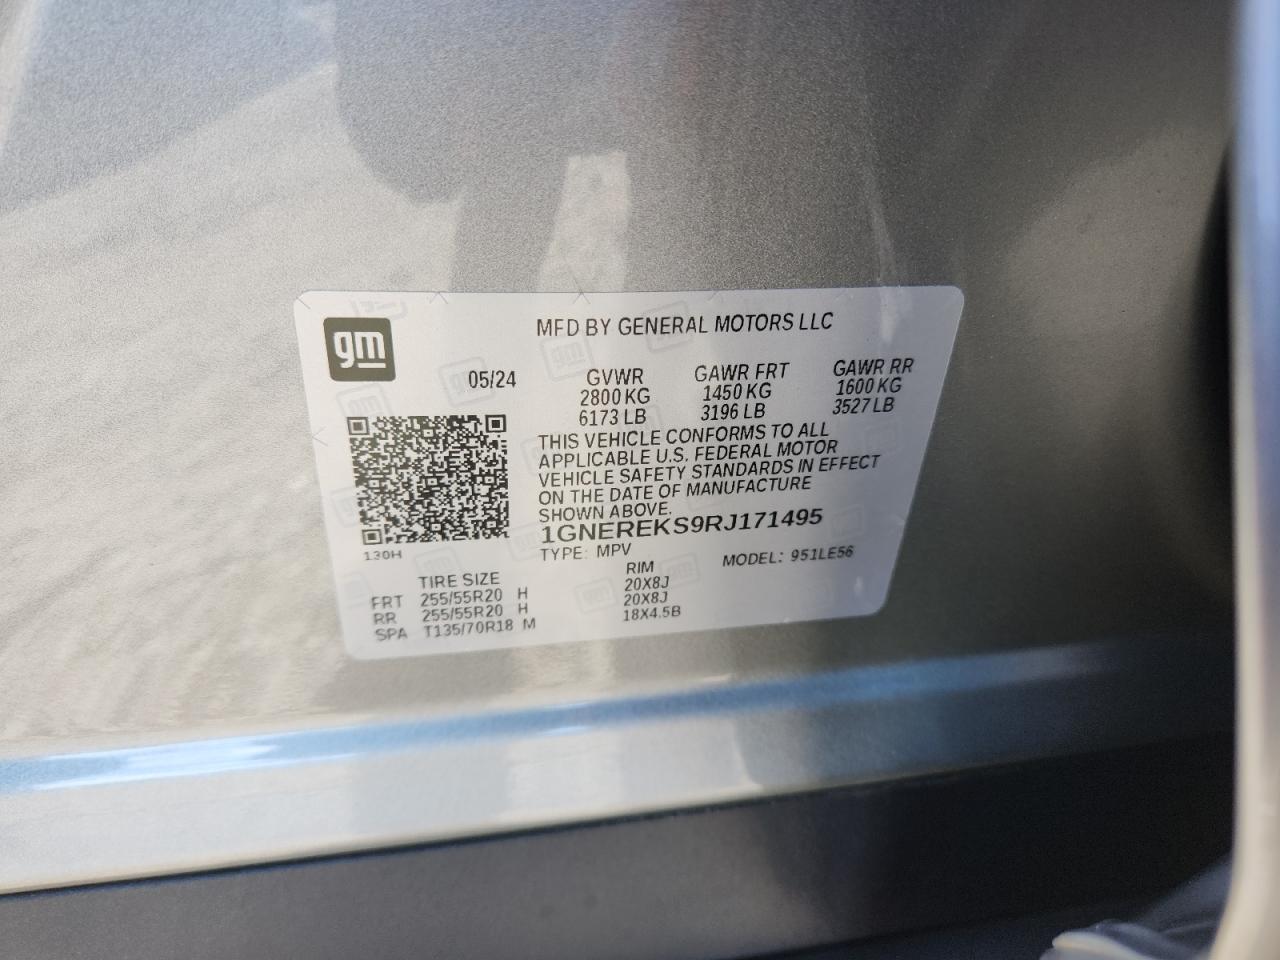 gm
MFD BY GENERAL MOTORS LLC
05/24 GVWR GAWR FRT GAWR RR
2800 KG 1450 KG 1600 KG
6173 LB 3196 LB 3527 LB
THIS VEHICLE CONFORMS TO ALL
APPLICABLE U.S. FEDERAL MOTOR
VEHICLE SAFETY STANDARDS IN EFFECT
ON THE DATE OF MANUFACTURE
SHOWN ABOVE.
1GNEREKS9RJ171495
130H
TYPE: MPV MODEL: 951LE56
TIRE SIZE RIM
FRT 255/55R20 H 20X8J
RR 255/55R20 H 20X8J
SPA T135/70R18 M 18X4.5B